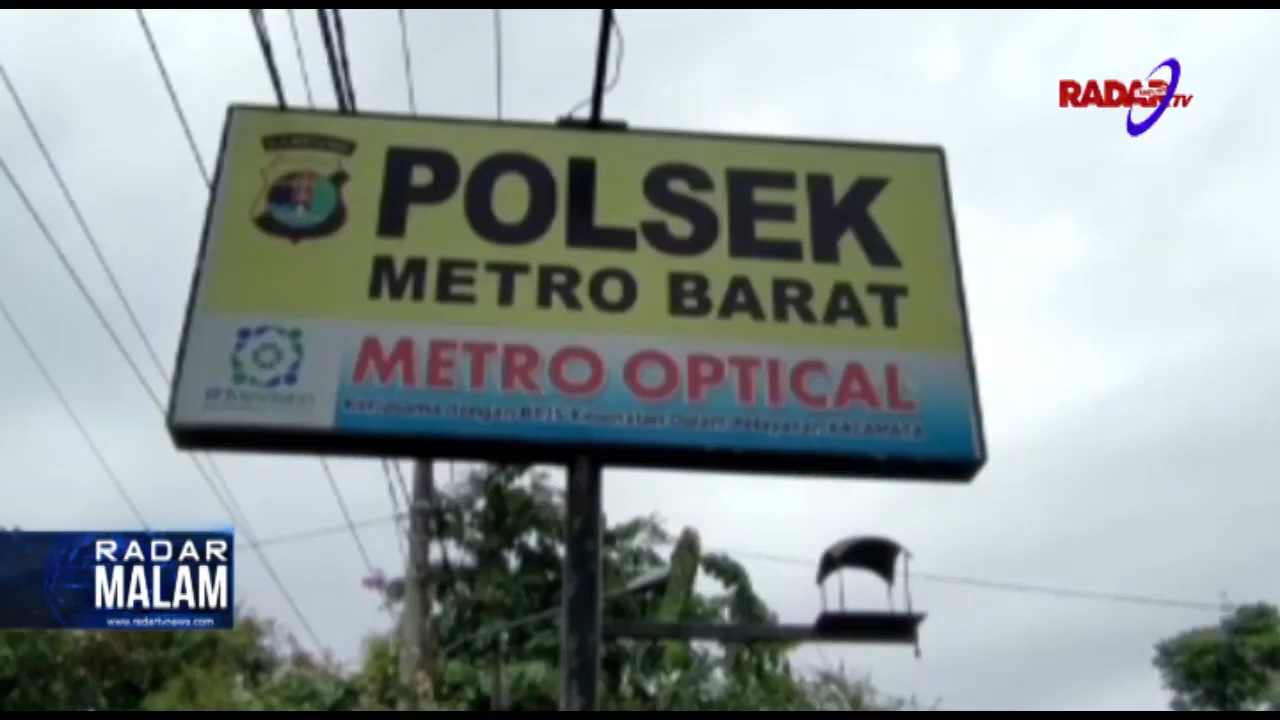 RADAR TV
POLSEK
METRO BARAT
METRO OPTICAL
Kerjasama dengan BPJS Kesehatan Dalam Pelayanan KACAMATA
RADAR
MALAM
www.radartvnews.com